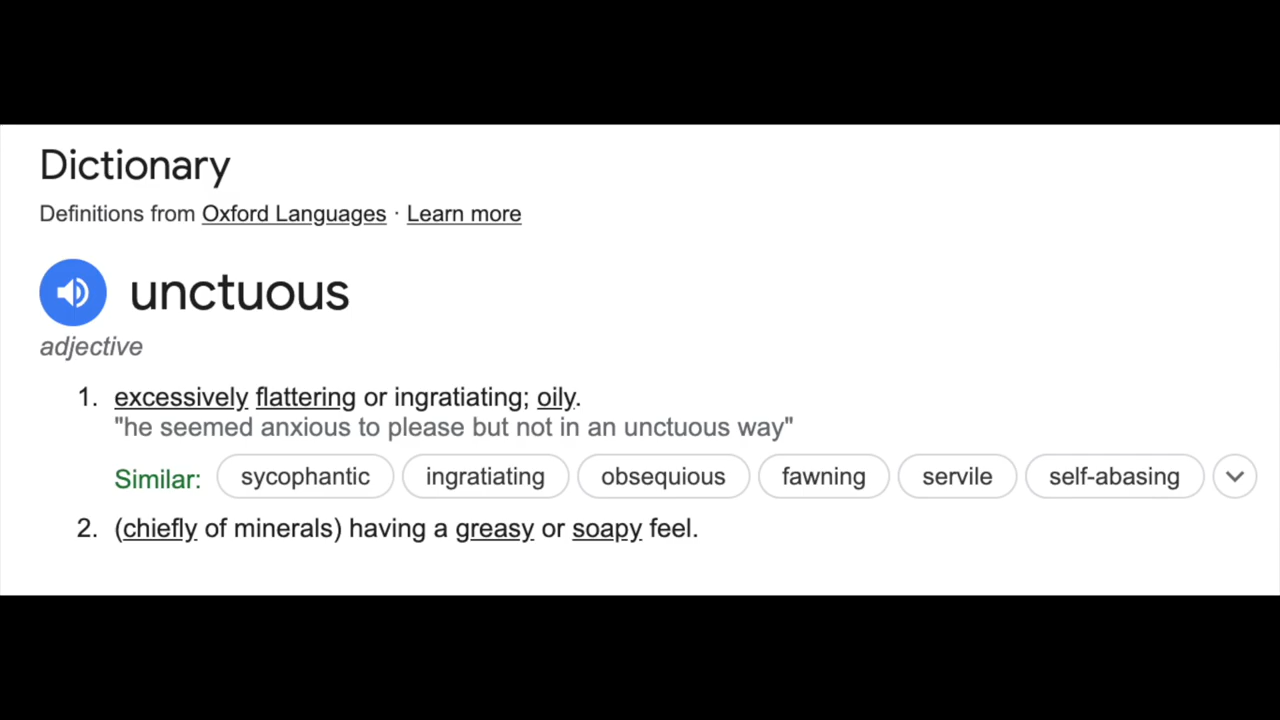 Dictionary
Definitions from Oxford Languages · Learn more
unctuous
adjective
1. excessively flattering or ingratiating; oily.
"he seemed anxious to please but not in an unctuous way"
Similar: sycophantic ingratiating obsequious fawning servile self-abasing
2. (chiefly of minerals) having a greasy or soapy feel.